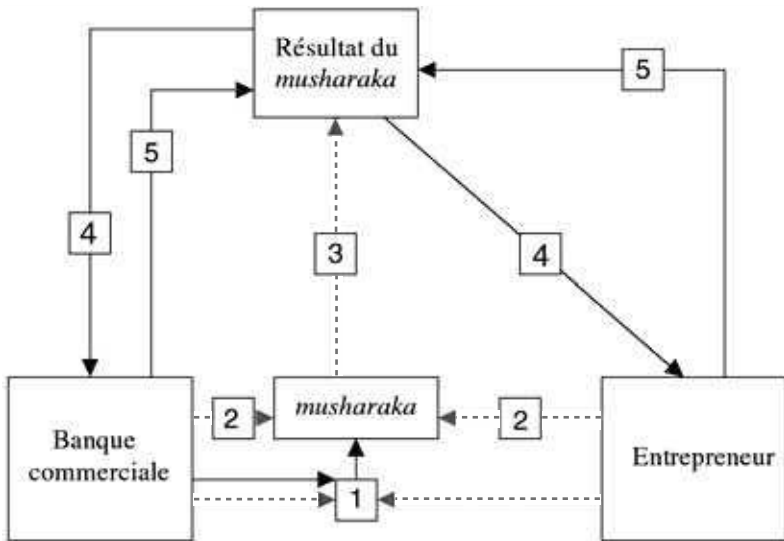 Résultat du
musharaka
5
5
4
3
4
musharaka
2
2
Banque
commerciale
Entrepreneur
1